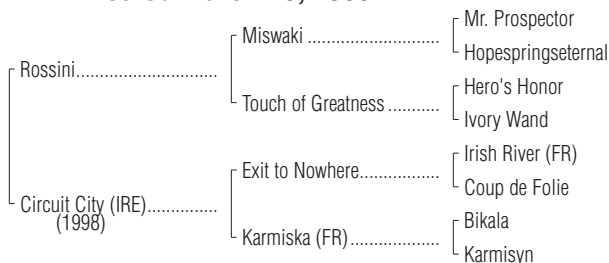 Mr. Prospector
Miswaki
Hopespringseternal
Rossini
Hero's Honor
Touch of Greatness
Ivory Wand
Irish River (FR)
Exit to Nowhere
Coup de Folie
Circuit City (IRE)
(1998)
Bikala
Karmiska (FR)
Karmisyn